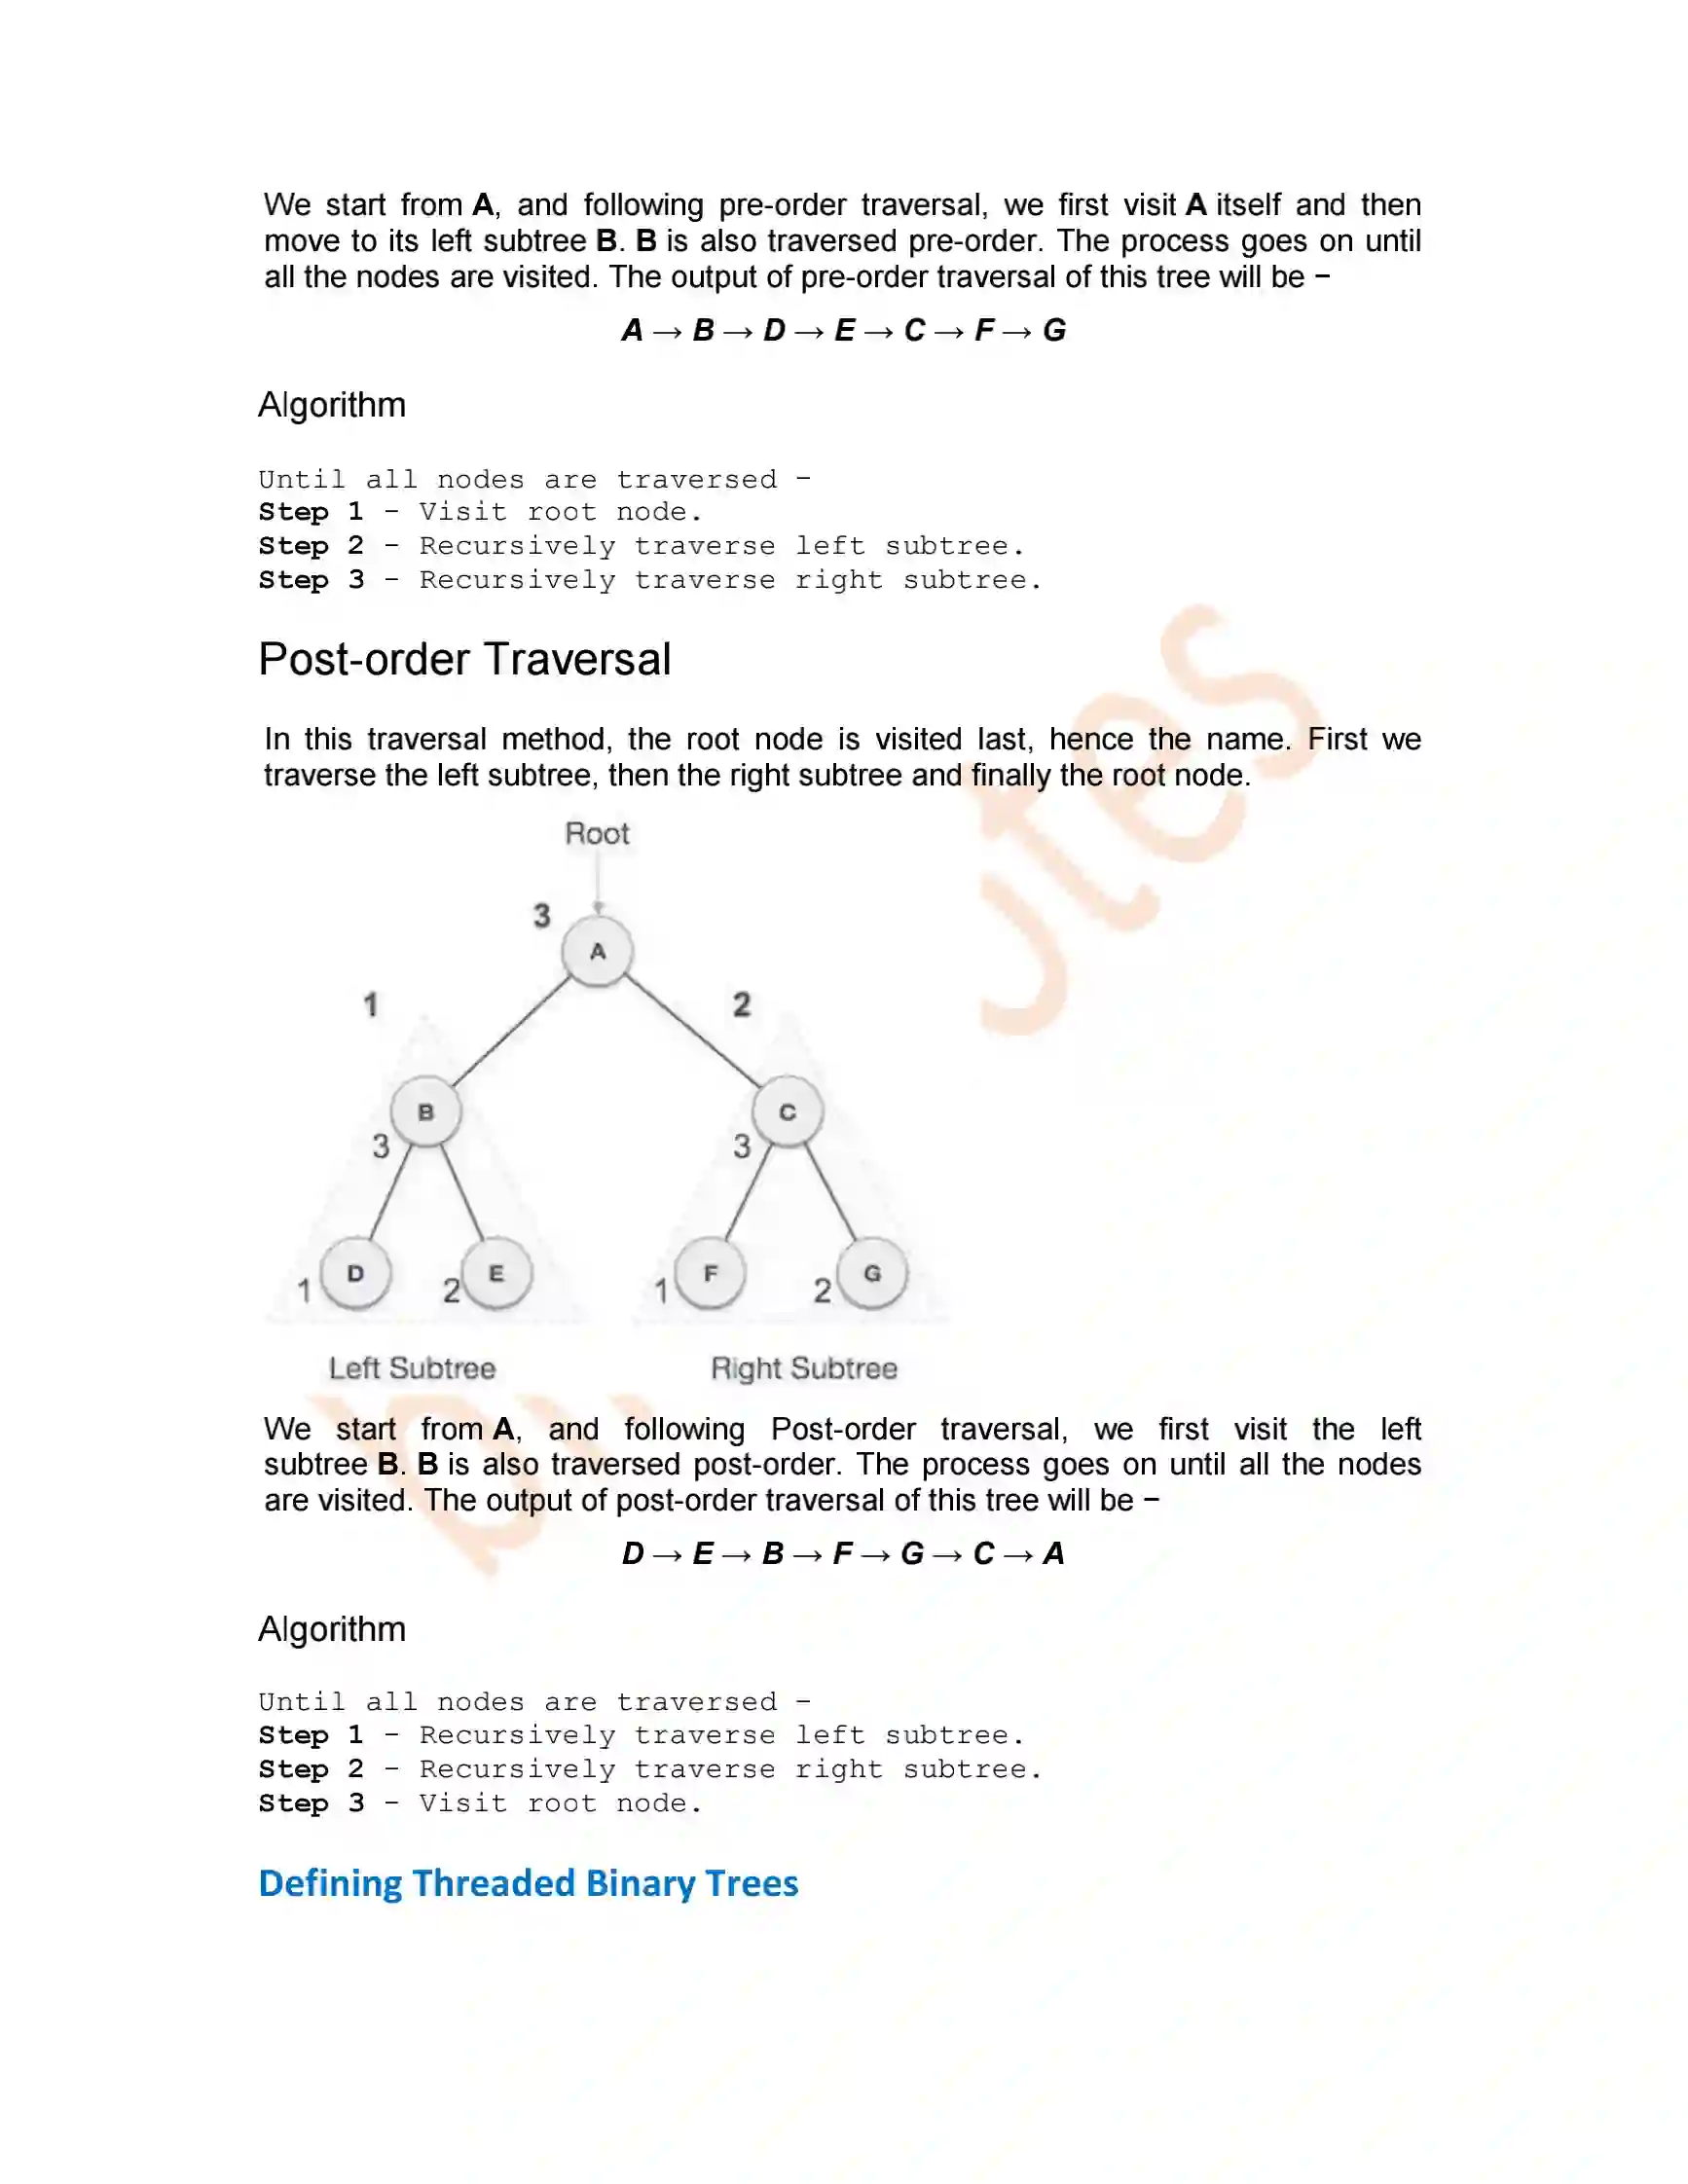 We start from A, and following pre-order traversal, we first visit A itself and then
move to its left subtree B. B is also traversed pre-order. The process goes on until
all the nodes are visited. The output of pre-order traversal of this tree will be −
A → B → D → E → C → F → G
Algorithm
Until all nodes are traversed −
Step 1 − Visit root node.
Step 2 − Recursively traverse left subtree.
Step 3 − Recursively traverse right subtree.
Post-order Traversal
In this traversal method, the root node is visited last, hence the name. First we
traverse the left subtree, then the right subtree and finally the root node.
Root
3
A
1 2
B C
3 3
D E F G
1 2 1 2
Left Subtree Right Subtree
We start from A, and following Post-order traversal, we first visit the left
subtree B. B is also traversed post-order. The process goes on until all the nodes
are visited. The output of post-order traversal of this tree will be −
D → E → B → F → G → C → A
Algorithm
Until all nodes are traversed −
Step 1 − Recursively traverse left subtree.
Step 2 − Recursively traverse right subtree.
Step 3 − Visit root node.
Defining Threaded Binary Trees